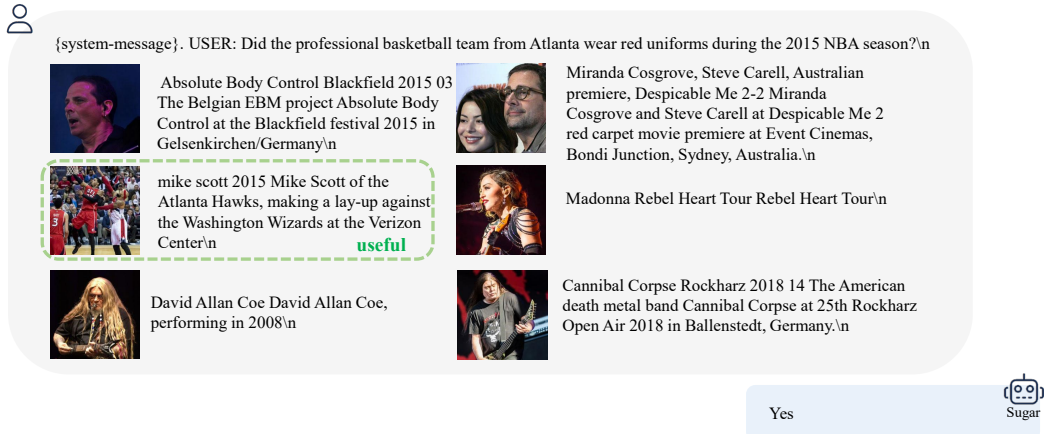 {system-message}. USER: Did the professional basketball team from Atlanta wear red uniforms during the 2015 NBA season?\n
Absolute Body Control Blackfield 2015 03
The Belgian EBM project Absolute Body
Control at the Blackfield festival 2015 in
Gelsenkirchen/Germany\n
Miranda Cosgrove, Steve Carell, Australian
premiere, Despicable Me 2-2 Miranda
Cosgrove and Steve Carell at Despicable Me 2
red carpet movie premiere at Event Cinemas,
Bondi Junction, Sydney, Australia.\n
mike scott 2015 Mike Scott of the
Atlanta Hawks, making a lay-up against
the Washington Wizards at the Verizon
Center\n
useful
Madonna Rebel Heart Tour Rebel Heart Tour\n
David Allan Coe David Allan Coe,
performing in 2008\n
Cannibal Corpse Rockharz 2018 14 The American
death metal band Cannibal Corpse at 25th Rockharz
Open Air 2018 in Ballenstedt, Germany.\n
Yes
Sugar